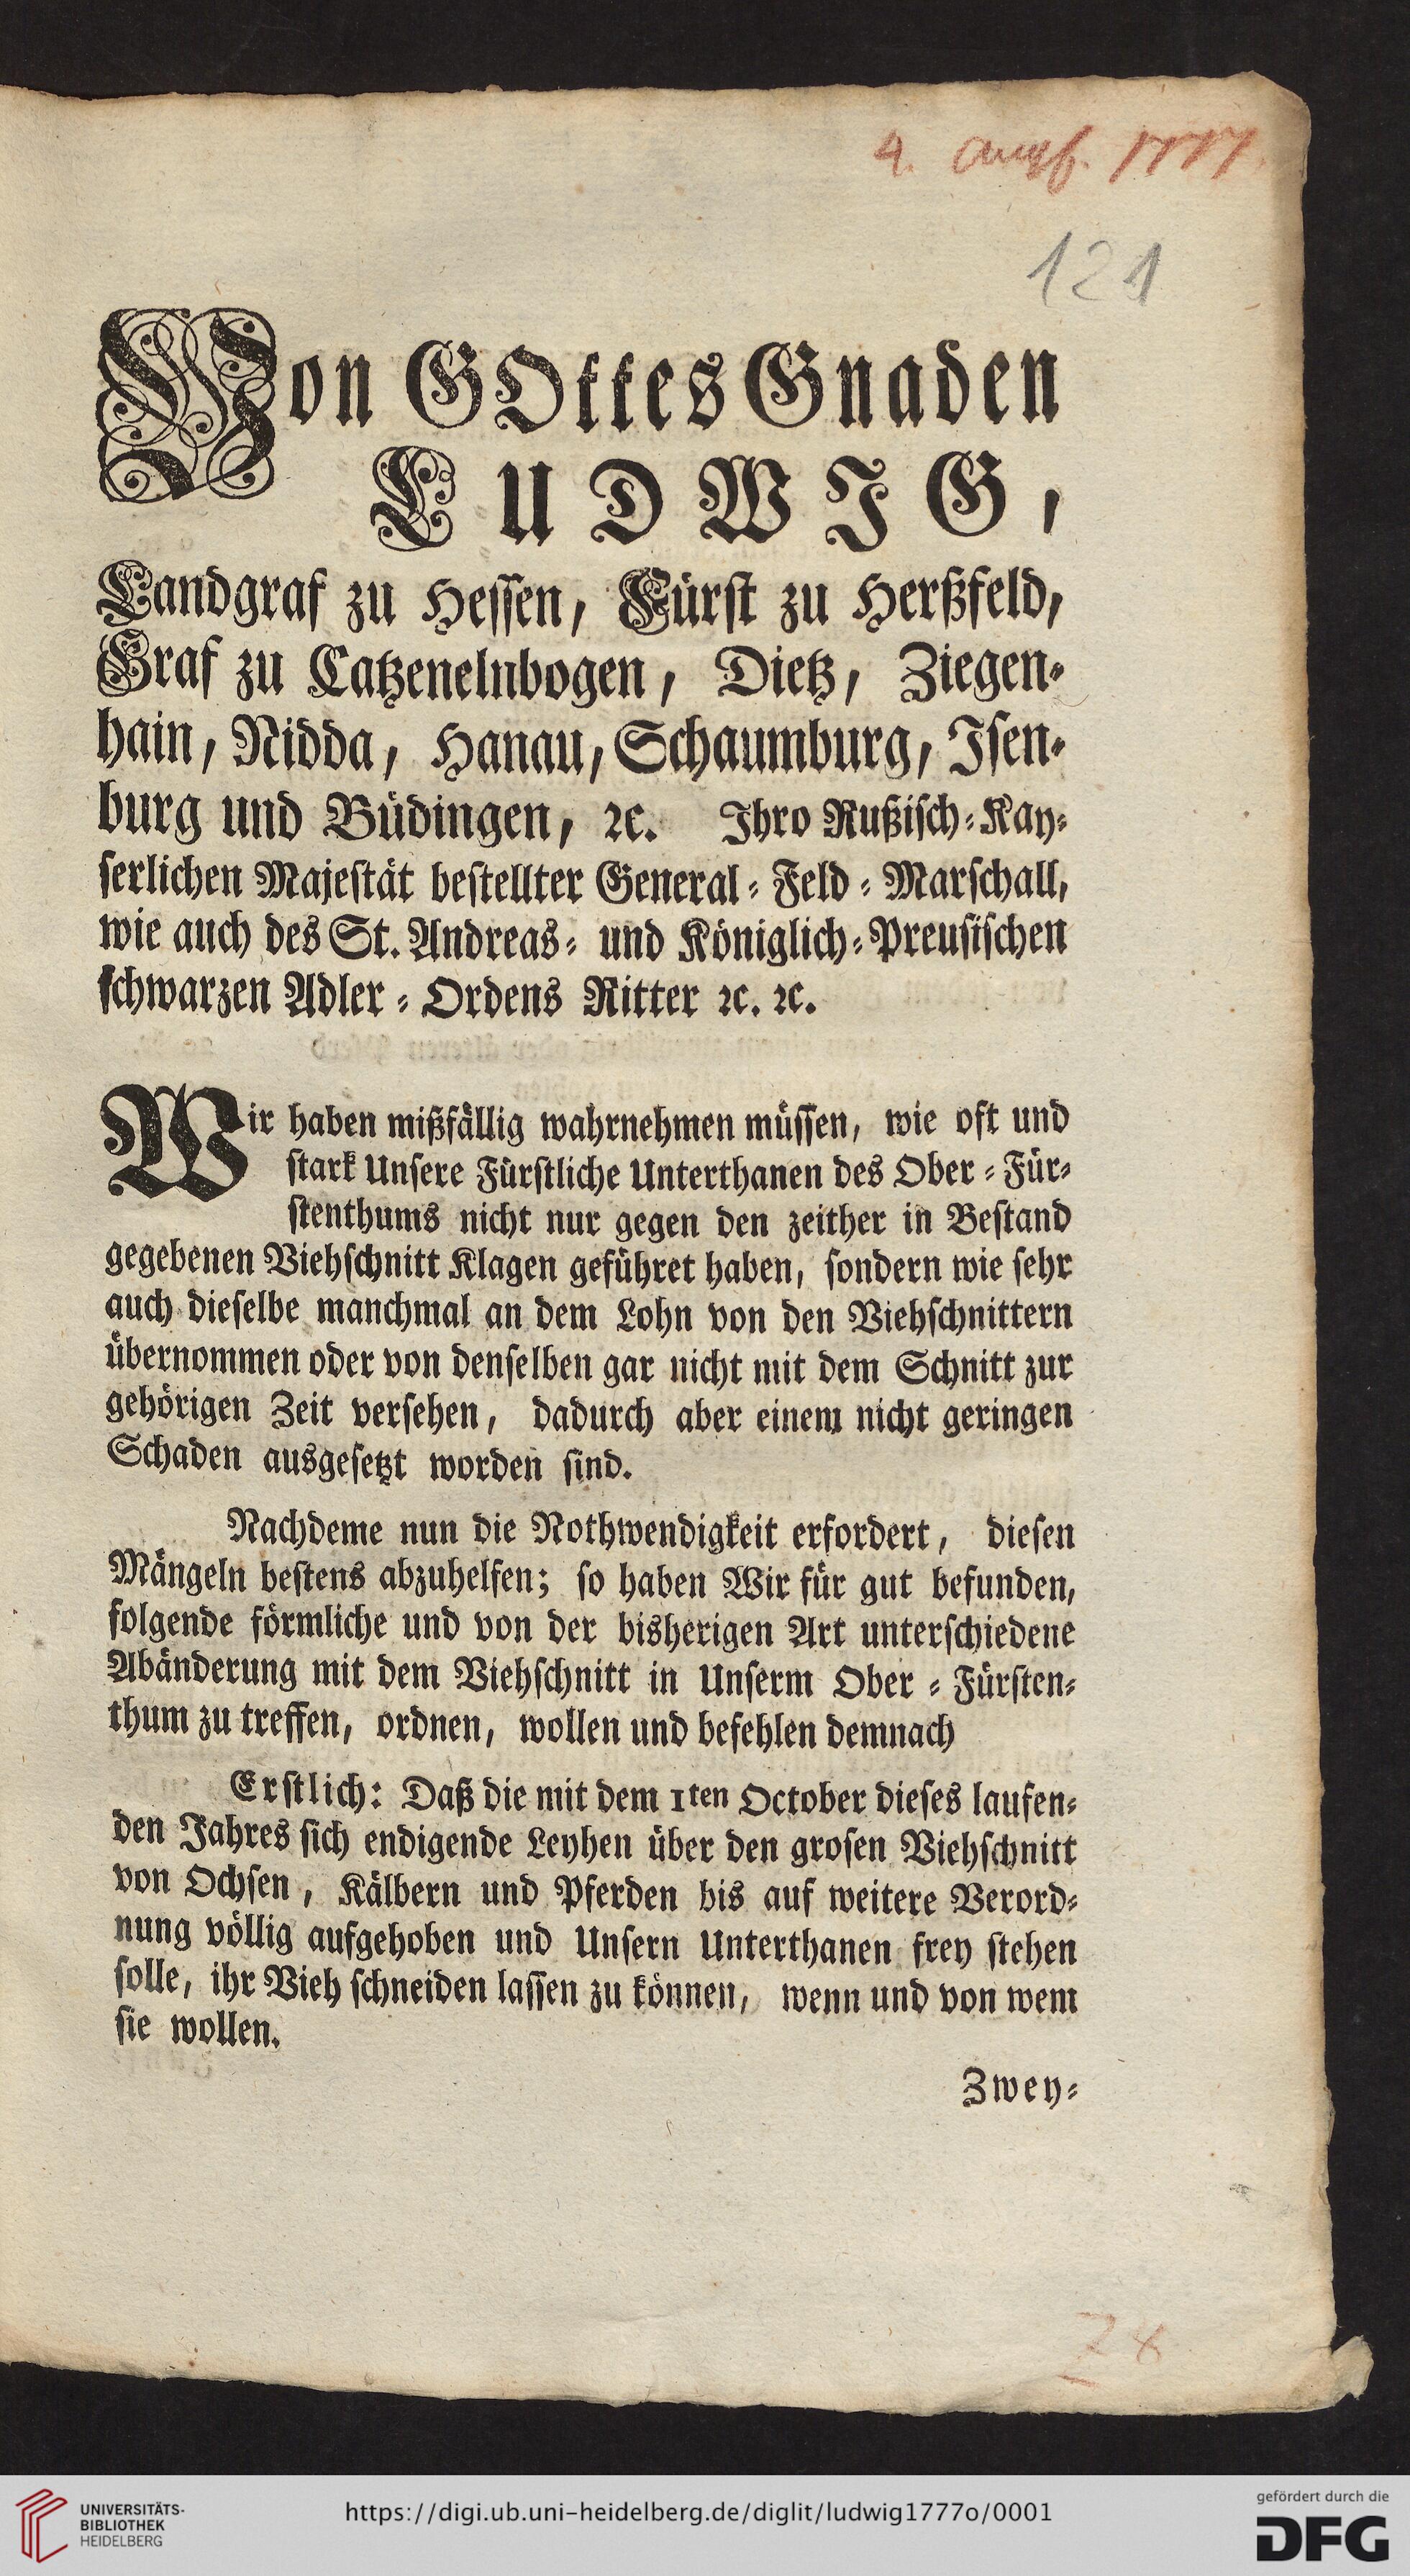 4. Aug. 1777.
121
Von GOttes Gnaden
LUDWJG,
Landgraf zu Hessen, Fürst zu Herßfeld,
Graf zu Catzenelnbogen, Dietz, Ziegen-
hain, Nidda, Hanau, Schaumburg, Jsen-
burg und Büdingen, ꝛc. Jhro Rußisch-Kay-
serlichen Majestät bestellter General-Feld-Marschall,
wie auch des St. Andreas- und Königlich-Preusischen
schwarzen Adler-Ordens Ritter ꝛc. ꝛc.
Wir haben mißfällig wahrnehmen müssen, wie oft und
stark Unsere Fürstliche Unterthanen des Ober-Für-
stenthums nicht nur gegen den zeither in Bestand
gegebenen Viehschnitt Klagen geführet haben, sondern wie sehr
auch dieselbe manchmal an dem Lohn von den Viehschnittern
übernommen oder von denselben gar nicht mit dem Schnitt zur
gehörigen Zeit versehen, dadurch aber einem nicht geringen
Schaden ausgesetzt worden sind.
Nachdeme nun die Nothwendigkeit erfordert, diesen
Mängeln bestens abzuhelfen; so haben Wir für gut befunden,
folgende förmliche und von der bisherigen Art unterschiedene
Abänderung mit dem Viehschnitt in Unserm Ober-Fürsten-
thum zu treffen, ordnen, wollen und befehlen demnach
Erstlich: Daß die mit dem 1ten October dieses laufen-
den Jahres sich endigende Leyhen über den grosen Viehschnitt
von Ochsen, Kälbern und Pferden bis auf weitere Verord-
nung völlig aufgehoben und Unsern Unterthanen frey stehen
solle, ihr Vieh schneiden lassen zu können, wenn und von wem
sie wollen.
Zwey-
UNIVERSITÄTS-
BIBLIOTHEK
HEIDELBERG
https://digi.ub.uni-heidelberg.de/diglit/ludwig1777o/0001
gefördert durch die
DFG